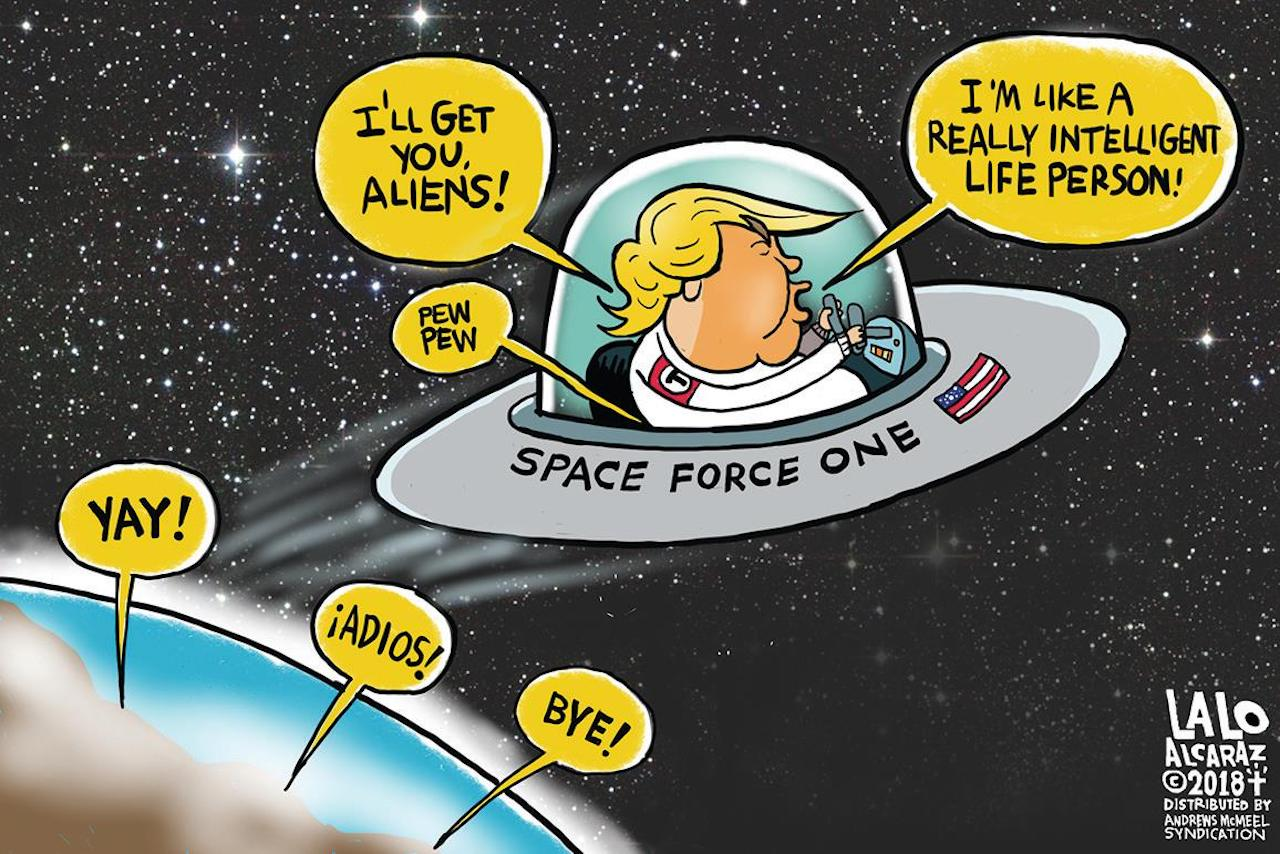 I'LL GET
YOU,
ALIENS!
I'M LIKE A
REALLY INTELLIGENT
LIFE PERSON!
PEW
PEW
T
SPACE FORCE ONE
YAY!
¡ADIOS!
BYE!
LALO
ALCARAZ
©2018
DISTRIBUTED BY
ANDREWS McMEEL
SYNDICATION